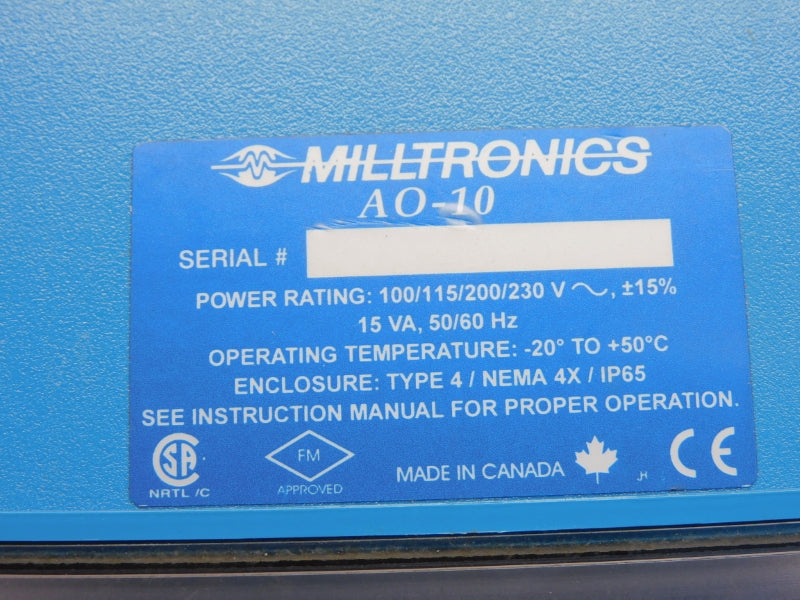 MILLTRONICS
AO-10
SERIAL #
POWER RATING: 100/115/200/230 V ∿, ±15%
15 VA, 50/60 Hz
OPERATING TEMPERATURE: -20° TO +50°C
ENCLOSURE: TYPE 4 / NEMA 4X / IP65
SEE INSTRUCTION MANUAL FOR PROPER OPERATION.
CSA
NRTL /C
FM
APPROVED
MADE IN CANADA
JH
CE